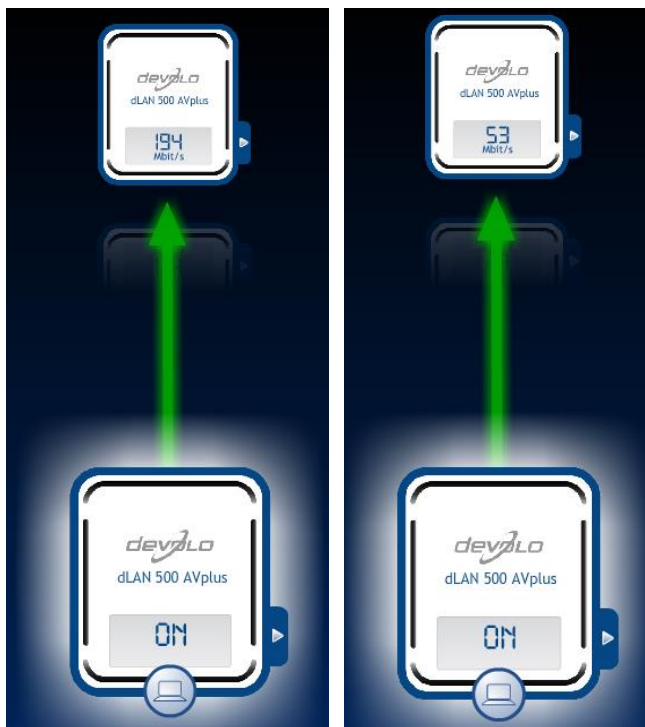 devolo
dLAN 500 AVplus
194
Mbit/s
devolo
dLAN 500 AVplus
ON
devolo
dLAN 500 AVplus
53
Mbit/s
devolo
dLAN 500 AVplus
ON